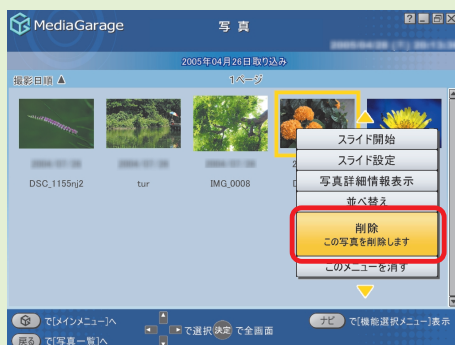 MediaGarage
写 真
2005年04月26日取り込み
撮影日順 ▲
1ページ
DSC_1155nj2
tur
IMG_0008
スライド開始
スライド設定
写真詳細情報表示
並べ替え
削除
この写真を削除します
このメニューを消す
で[メインメニュー]へ
で選択 決定 で全画面
ナビ で[機能選択メニュー]表示
戻る で[写真一覧]へ